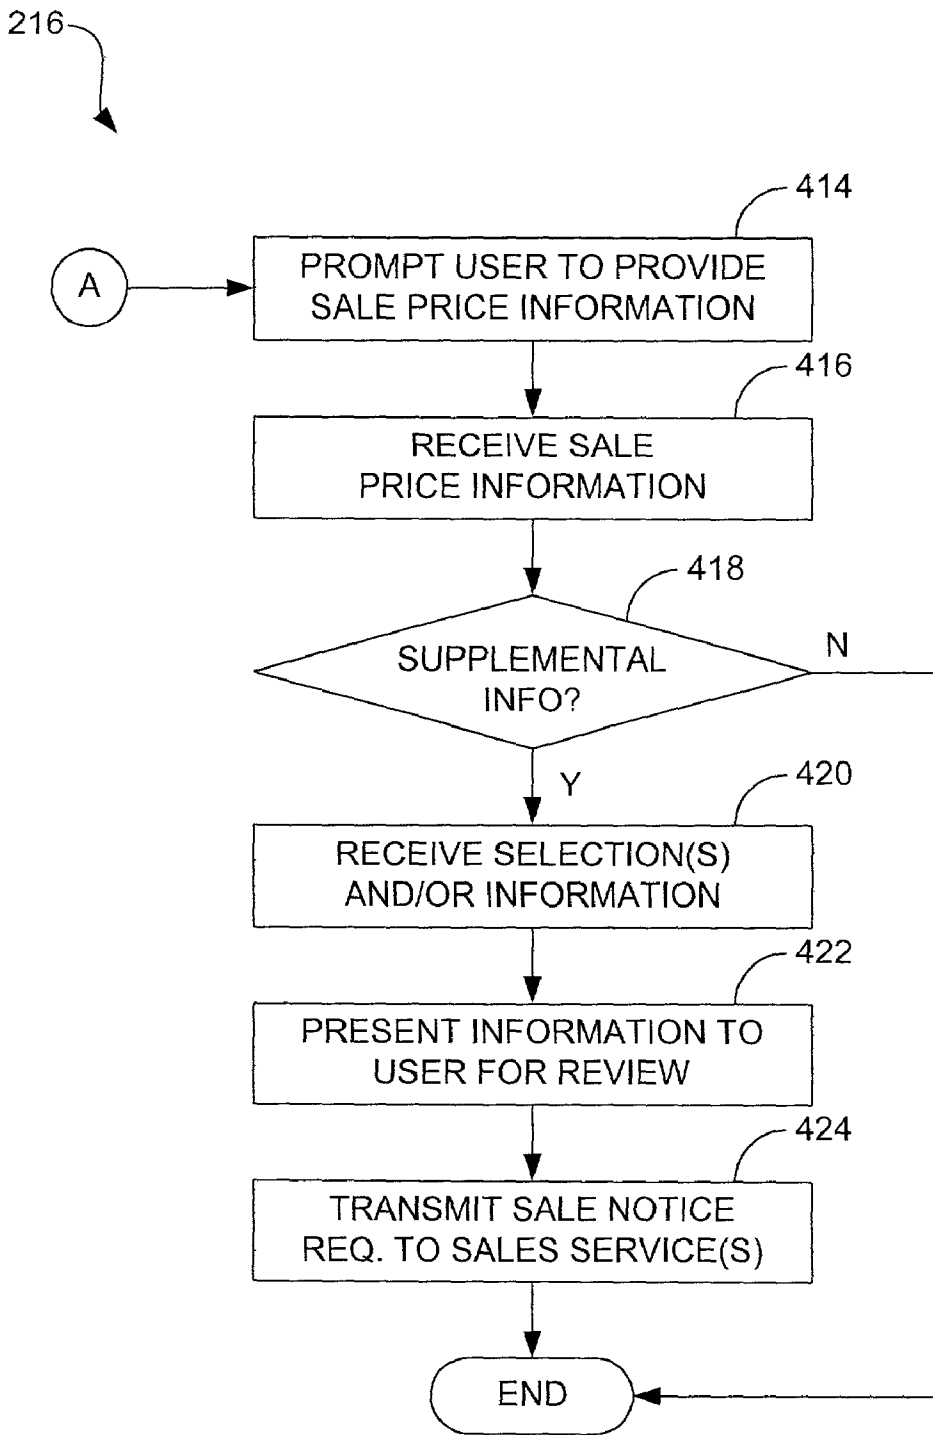 216
414
A
PROMPT USER TO PROVIDE
SALE PRICE INFORMATION
416
RECEIVE SALE
PRICE INFORMATION
418
SUPPLEMENTAL
INFO?
N
Y
420
RECEIVE SELECTION(S)
AND/OR INFORMATION
422
PRESENT INFORMATION TO
USER FOR REVIEW
424
TRANSMIT SALE NOTICE
REQ. TO SALES SERVICE(S)
END